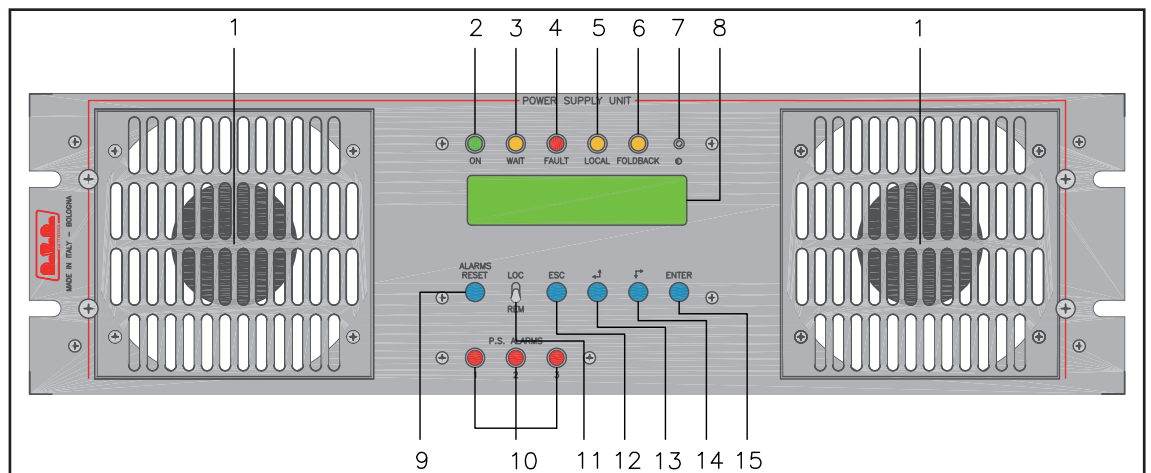 1 2 3 4 5 6 7 8 1
POWER SUPPLY UNIT
ON WAIT FAULT LOCAL FOLDBACK
MADE IN ITALY - BOLOGNA
ALARMS RESET LOC ESC ENTER
REM
P.S. ALARMS
1 2 3
9 10 11 12 13 14 15